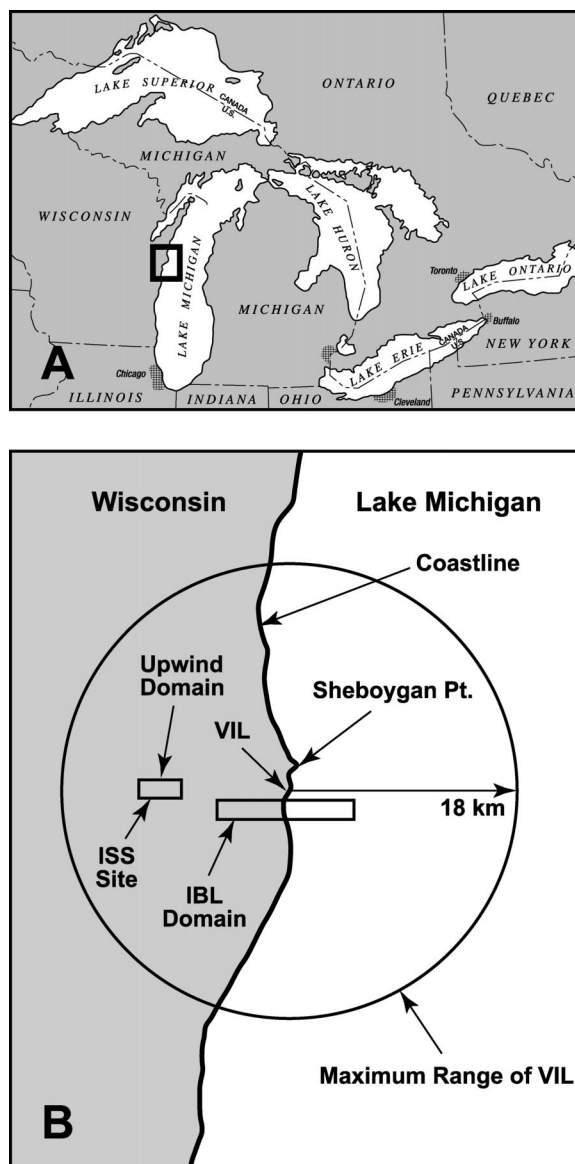 LAKE SUPERIOR
CANADA
U.S.
ONTARIO
QUEBEC
MICHIGAN
WISCONSIN
LAKE MICHIGAN
LAKE HURON
MICHIGAN
Toronto
LAKE ONTARIO
Buffalo
CANADA
U.S.
LAKE ERIE
NEW YORK
A
Chicago
Cleveland
ILLINOIS
INDIANA
OHIO
PENNSYLVANIA
Wisconsin
Lake Michigan
Coastline
Upwind
Domain
Sheboygan Pt.
VIL
18 km
ISS
Site
IBL
Domain
Maximum Range of VIL
B